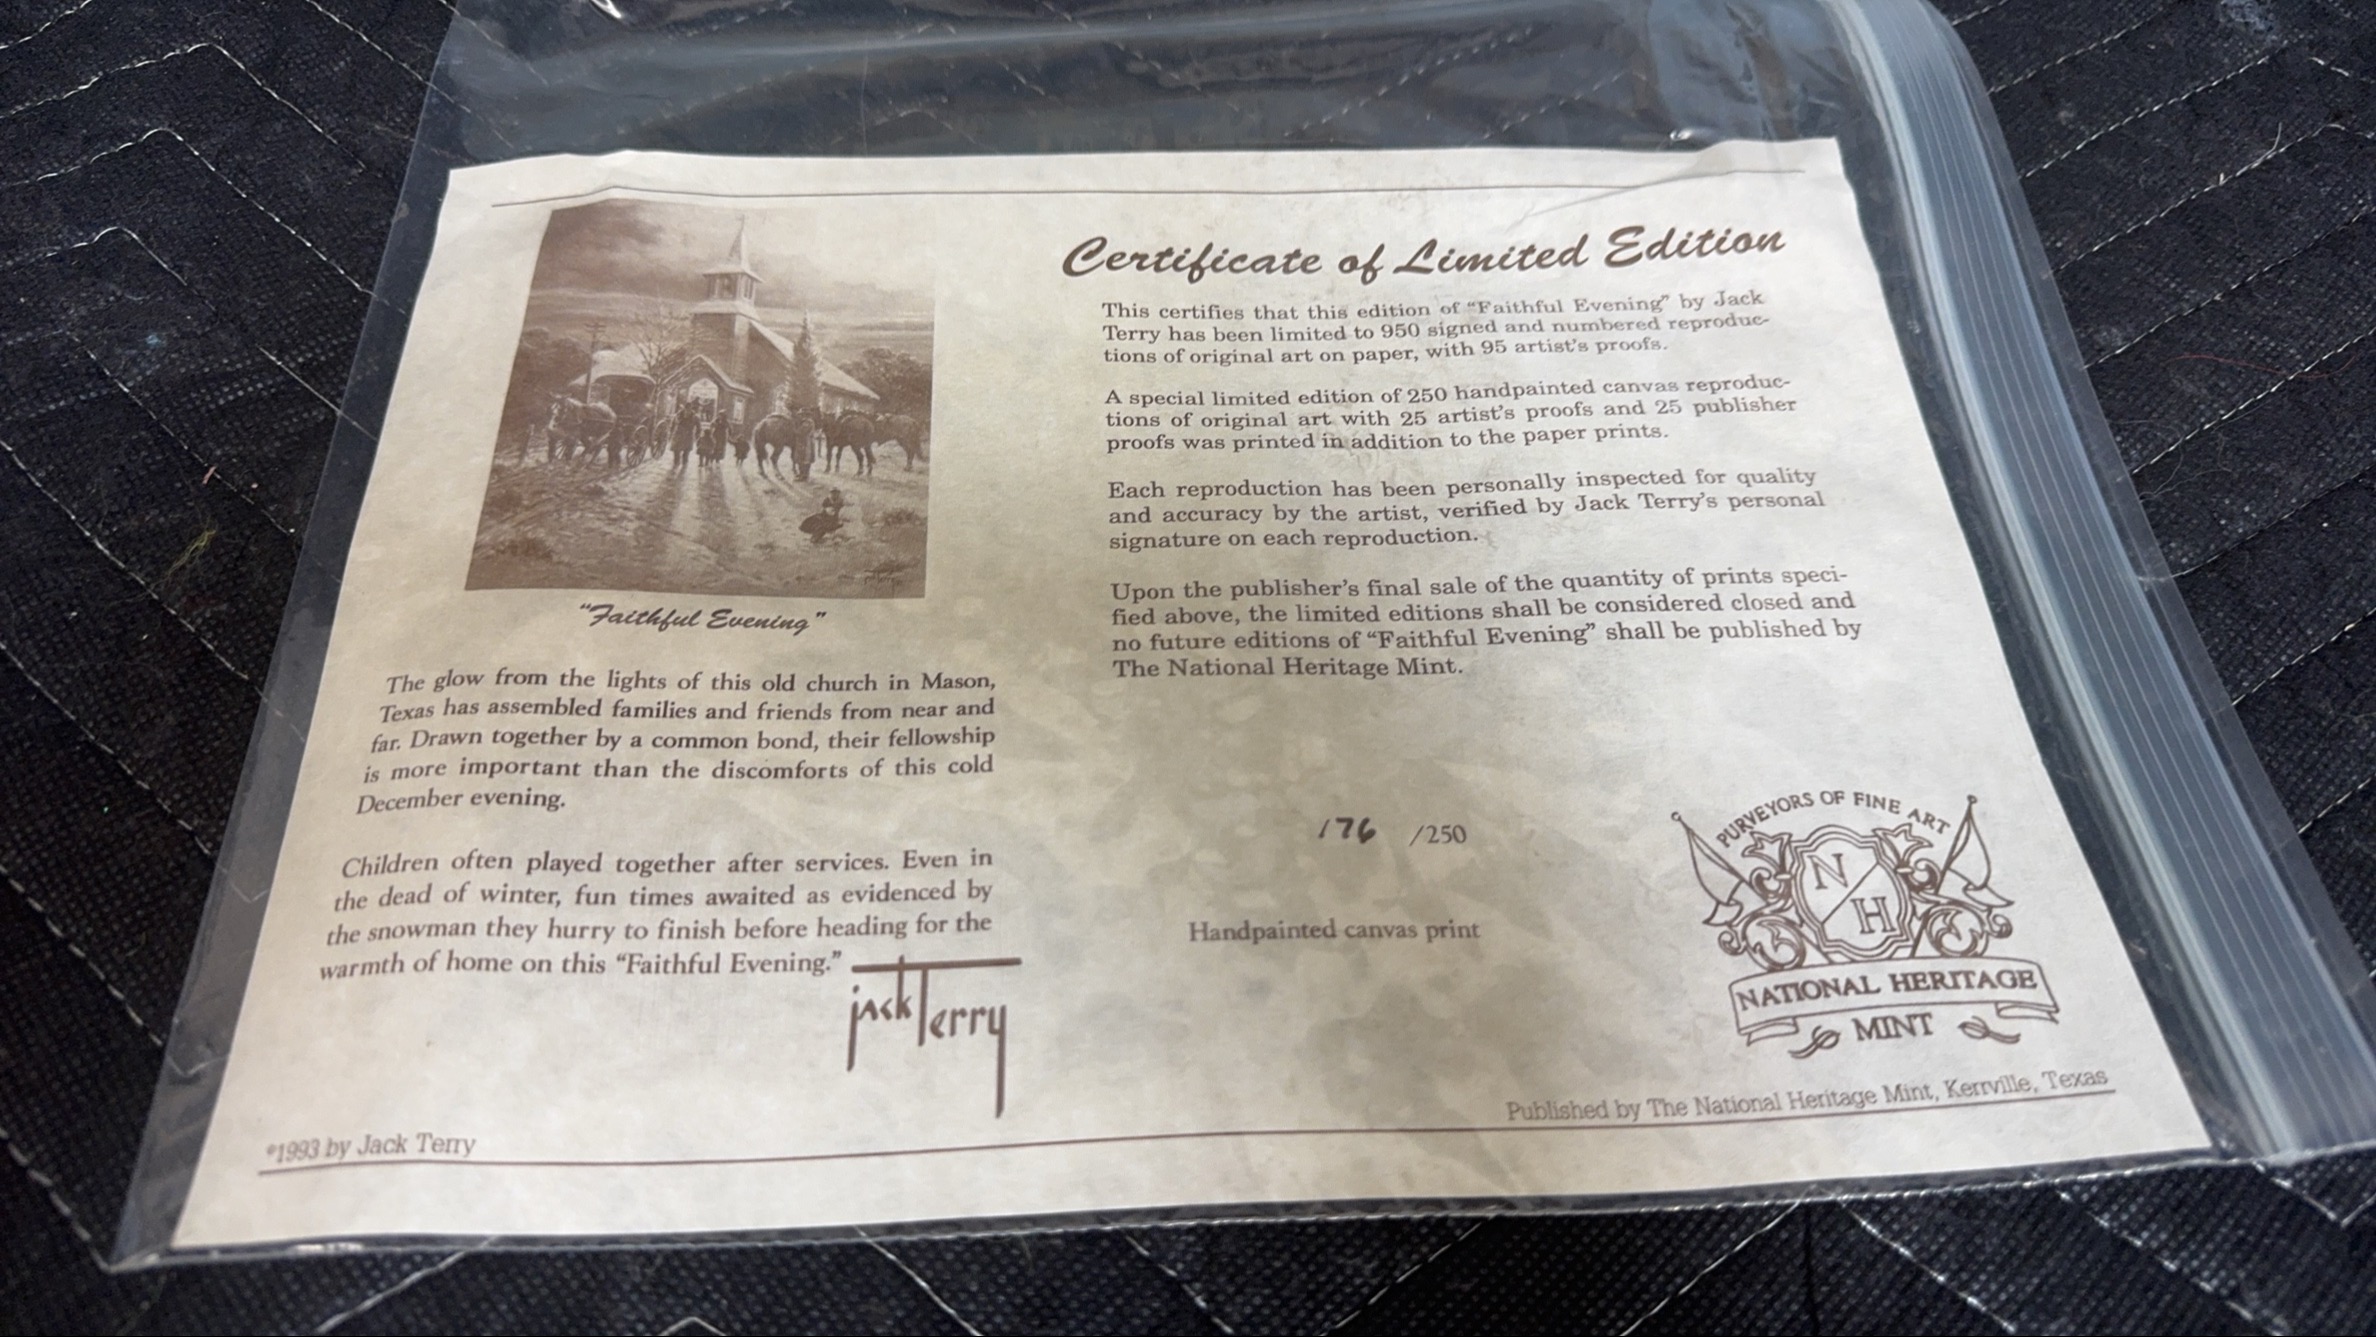 "Faithful Evening"
The glow from the lights of this old church in Mason,
Texas has assembled families and friends from near and
far. Drawn together by a common bond, their fellowship
is more important than the discomforts of this cold
December evening.
Children often played together after services. Even in
the dead of winter, fun times awaited as evidenced by
the snowman they hurry to finish before heading for the
warmth of home on this “Faithful Evening.”
jack Terry
©1993 by Jack Terry
Certificate of Limited Edition
This certifies that this edition of “Faithful Evening” by Jack
Terry has been limited to 950 signed and numbered reproduc-
tions of original art on paper, with 95 artist’s proofs.
A special limited edition of 250 handpainted canvas reproduc-
tions of original art with 25 artist’s proofs and 25 publisher
proofs was printed in addition to the paper prints.
Each reproduction has been personally inspected for quality
and accuracy by the artist, verified by Jack Terry’s personal
signature on each reproduction.
Upon the publisher’s final sale of the quantity of prints speci-
fied above, the limited editions shall be considered closed and
no future editions of “Faithful Evening” shall be published by
The National Heritage Mint.
176 /250
Handpainted canvas print
PURVEYORS OF FINE ART
N
H
NATIONAL HERITAGE
MINT
Published by The National Heritage Mint, Kerrville, Texas